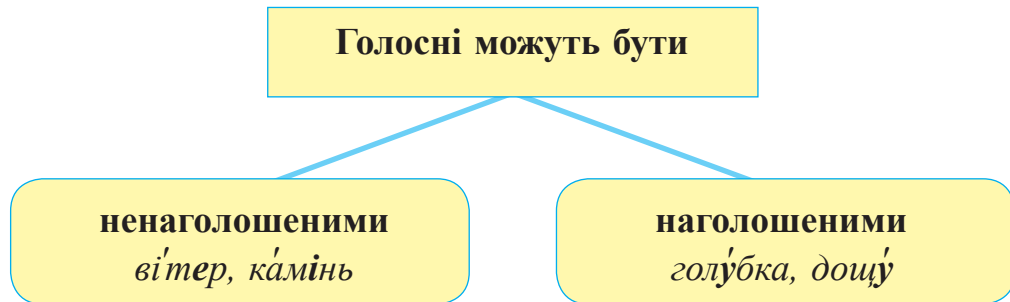 Голосні можуть бути
ненаголошеними
ві́тер, ка́мінь
наголошеними
голу́бка, дощу́